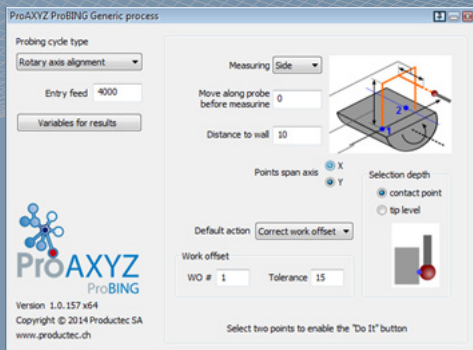 ProAXYZ ProBING Generic process
Probing cycle type
Rotary axis alignment
Entry feed 4000
Variables for results
Measuring Side
Move along probe
before measurine 0
Distance to wall 10
1
2
Points span axis X
Y
Selection depth
contact point
tip level
Default action Correct work offset
Work offset
WO # 1 Tolerance 15
ProAXYZ
ProBING
Version 1.0.157 x64
Copyright © 2014 Productec SA
www.productec.ch
Select two points to enable the "Do It" button